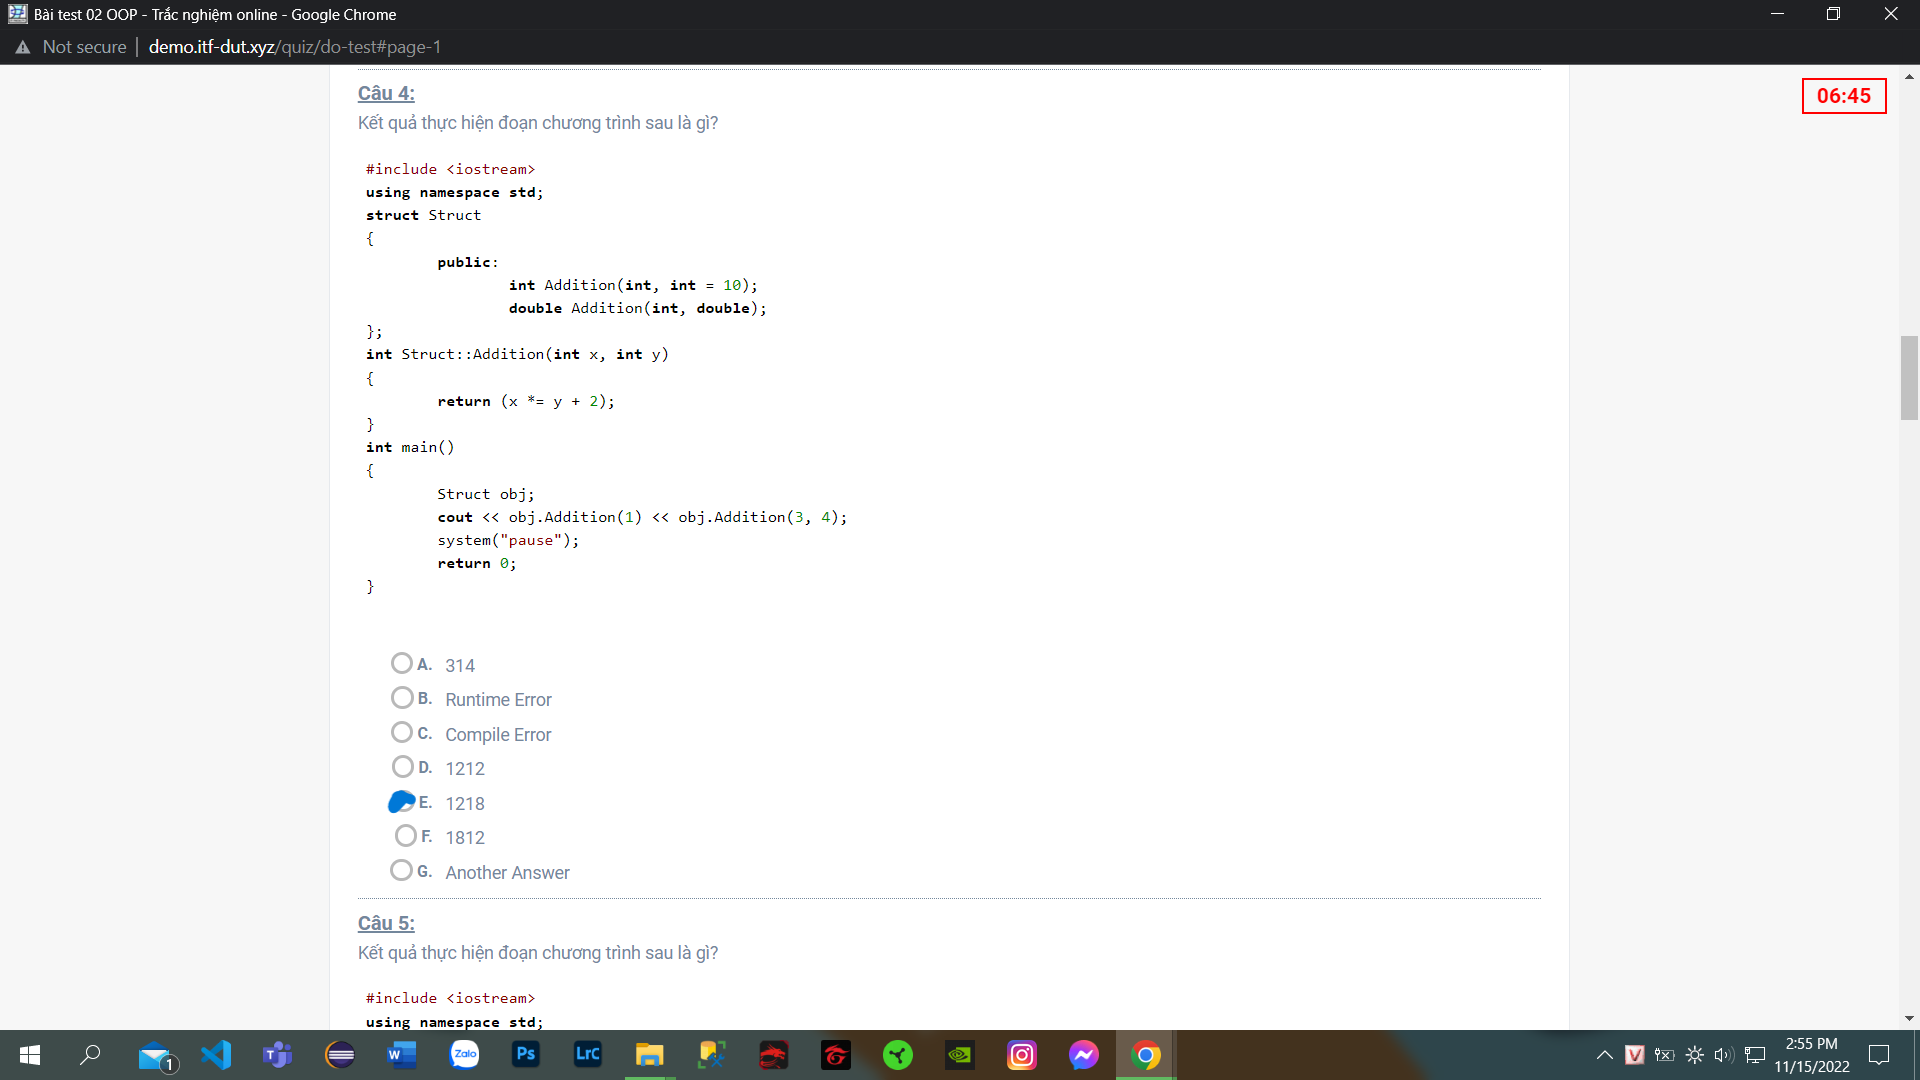 Bài test 02 OOP - Trắc nghiệm online - Google Chrome
Not secure | demo.itf-dut.xyz/quiz/do-test#page-1
06:45
Câu 4:
Kết quả thực hiện đoạn chương trình sau là gì?
#include <iostream>
using namespace std;
struct Struct
{
public:
int Addition(int, int = 10);
double Addition(int, double);
};
int Struct::Addition(int x, int y)
{
return (x *= y + 2);
}
int main()
{
Struct obj;
cout << obj.Addition(1) << obj.Addition(3, 4);
system("pause");
return 0;
}
A. 314
B. Runtime Error
C. Compile Error
D. 1212
E. 1218
F. 1812
G. Another Answer
Câu 5:
Kết quả thực hiện đoạn chương trình sau là gì?
#include <iostream>
using namespace std;
1
T
W
Zalo
Ps
LrC
V
2:55 PM
11/15/2022